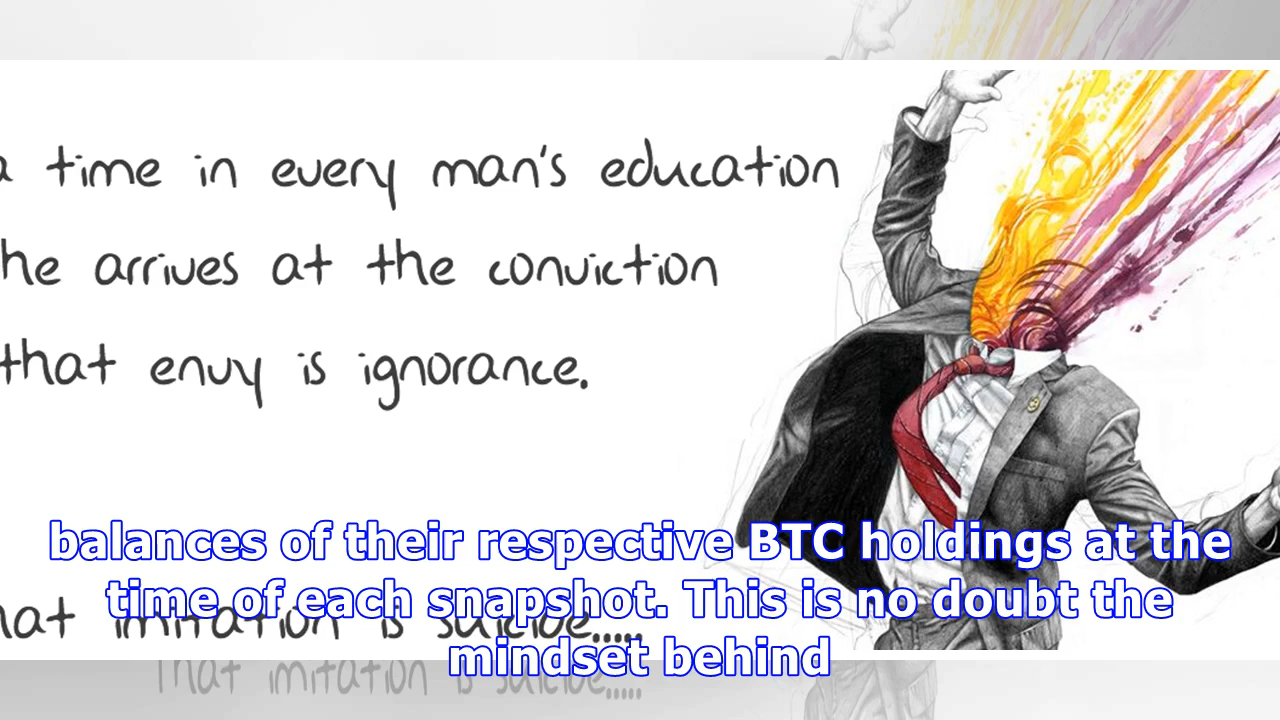 a time in every man's education
he arrives at the conviction
that envy is ignorance.
balances of their respective BTC holdings at the
time of each snapshot. This is no doubt the
hat imitation is suicide.....
mindset behind
That imitation is suicide.....